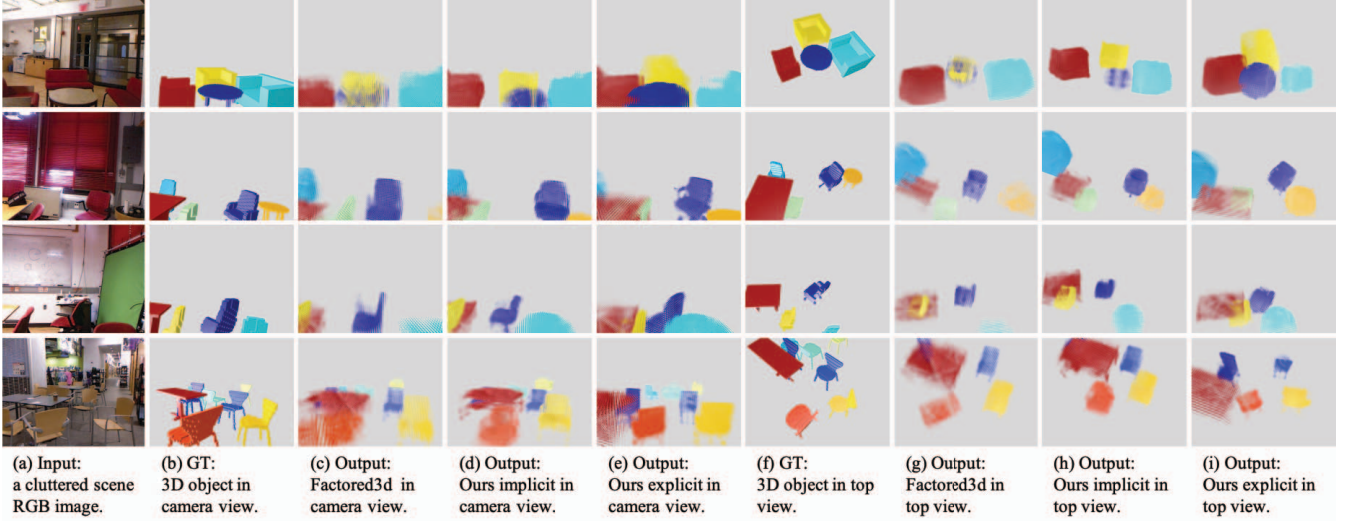 (a) Input:
a cluttered scene
RGB image.
(b) GT:
3D object in
camera view.
(c) Output:
Factored3d in
camera view.
(d) Output:
Ours implicit in
camera view.
(e) Output:
Ours explicit in
camera view.
(f) GT:
3D object in top
view.
(g) Output:
Factored3d in
top view.
(h) Output:
Ours implicit in
top view.
(i) Output:
Ours explicit in
top view.